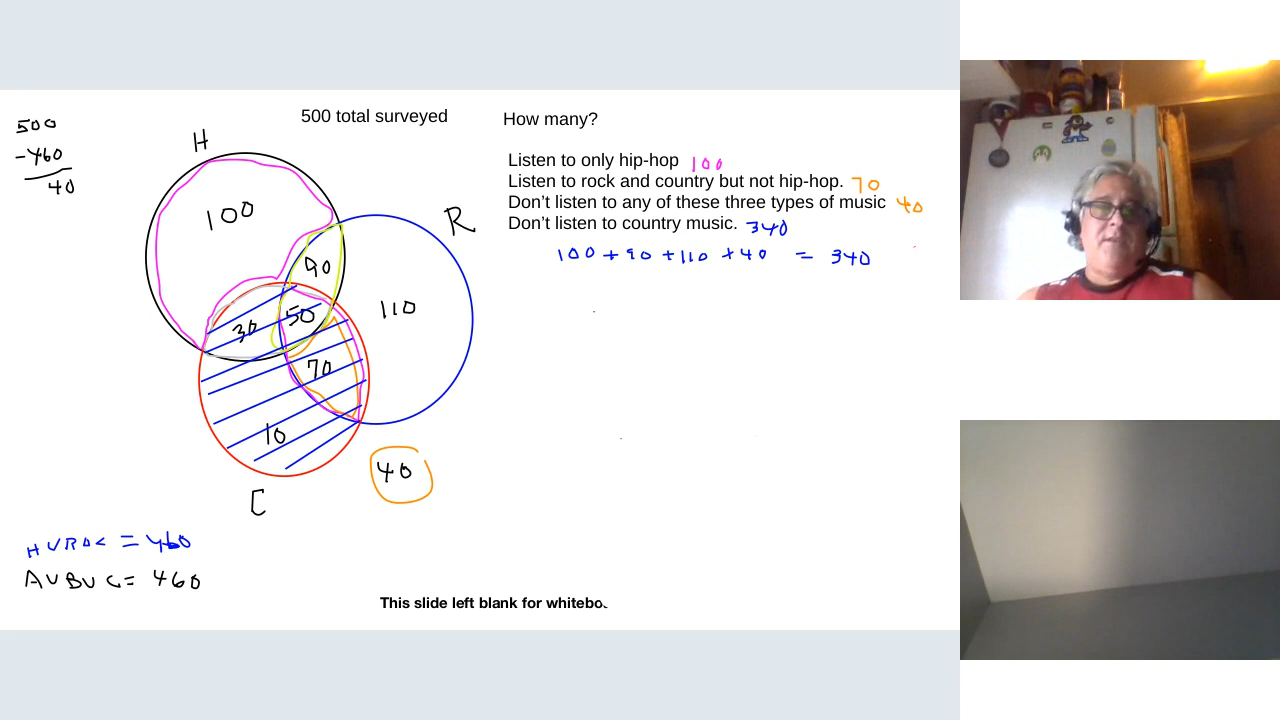 500
-460
40
500 total surveyed
H
R
C
100
90
50
30
110
70
10
40
How many?
Listen to only hip-hop 100
Listen to rock and country but not hip-hop. 70
Don't listen to any of these three types of music 40
Don't listen to country music. 340
100 + 90 + 110 + 40 = 340
= 460
A∪B∪C= 460
This slide left blank for